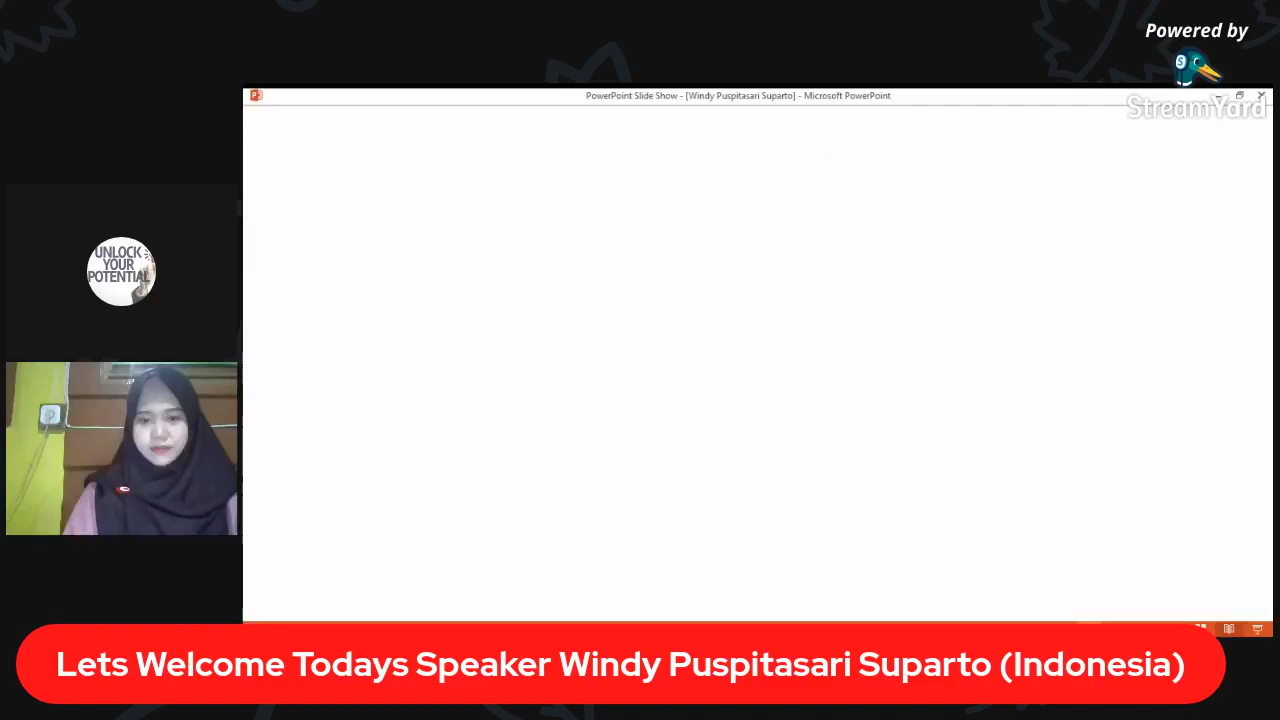 Powered by
StreamYard
PowerPoint Slide Show - [Windy Puspitasari Suparto] - Microsoft PowerPoint
UNLOCK
YOUR
POTENTIAL
Lets Welcome Todays Speaker Windy Puspitasari Suparto (Indonesia)